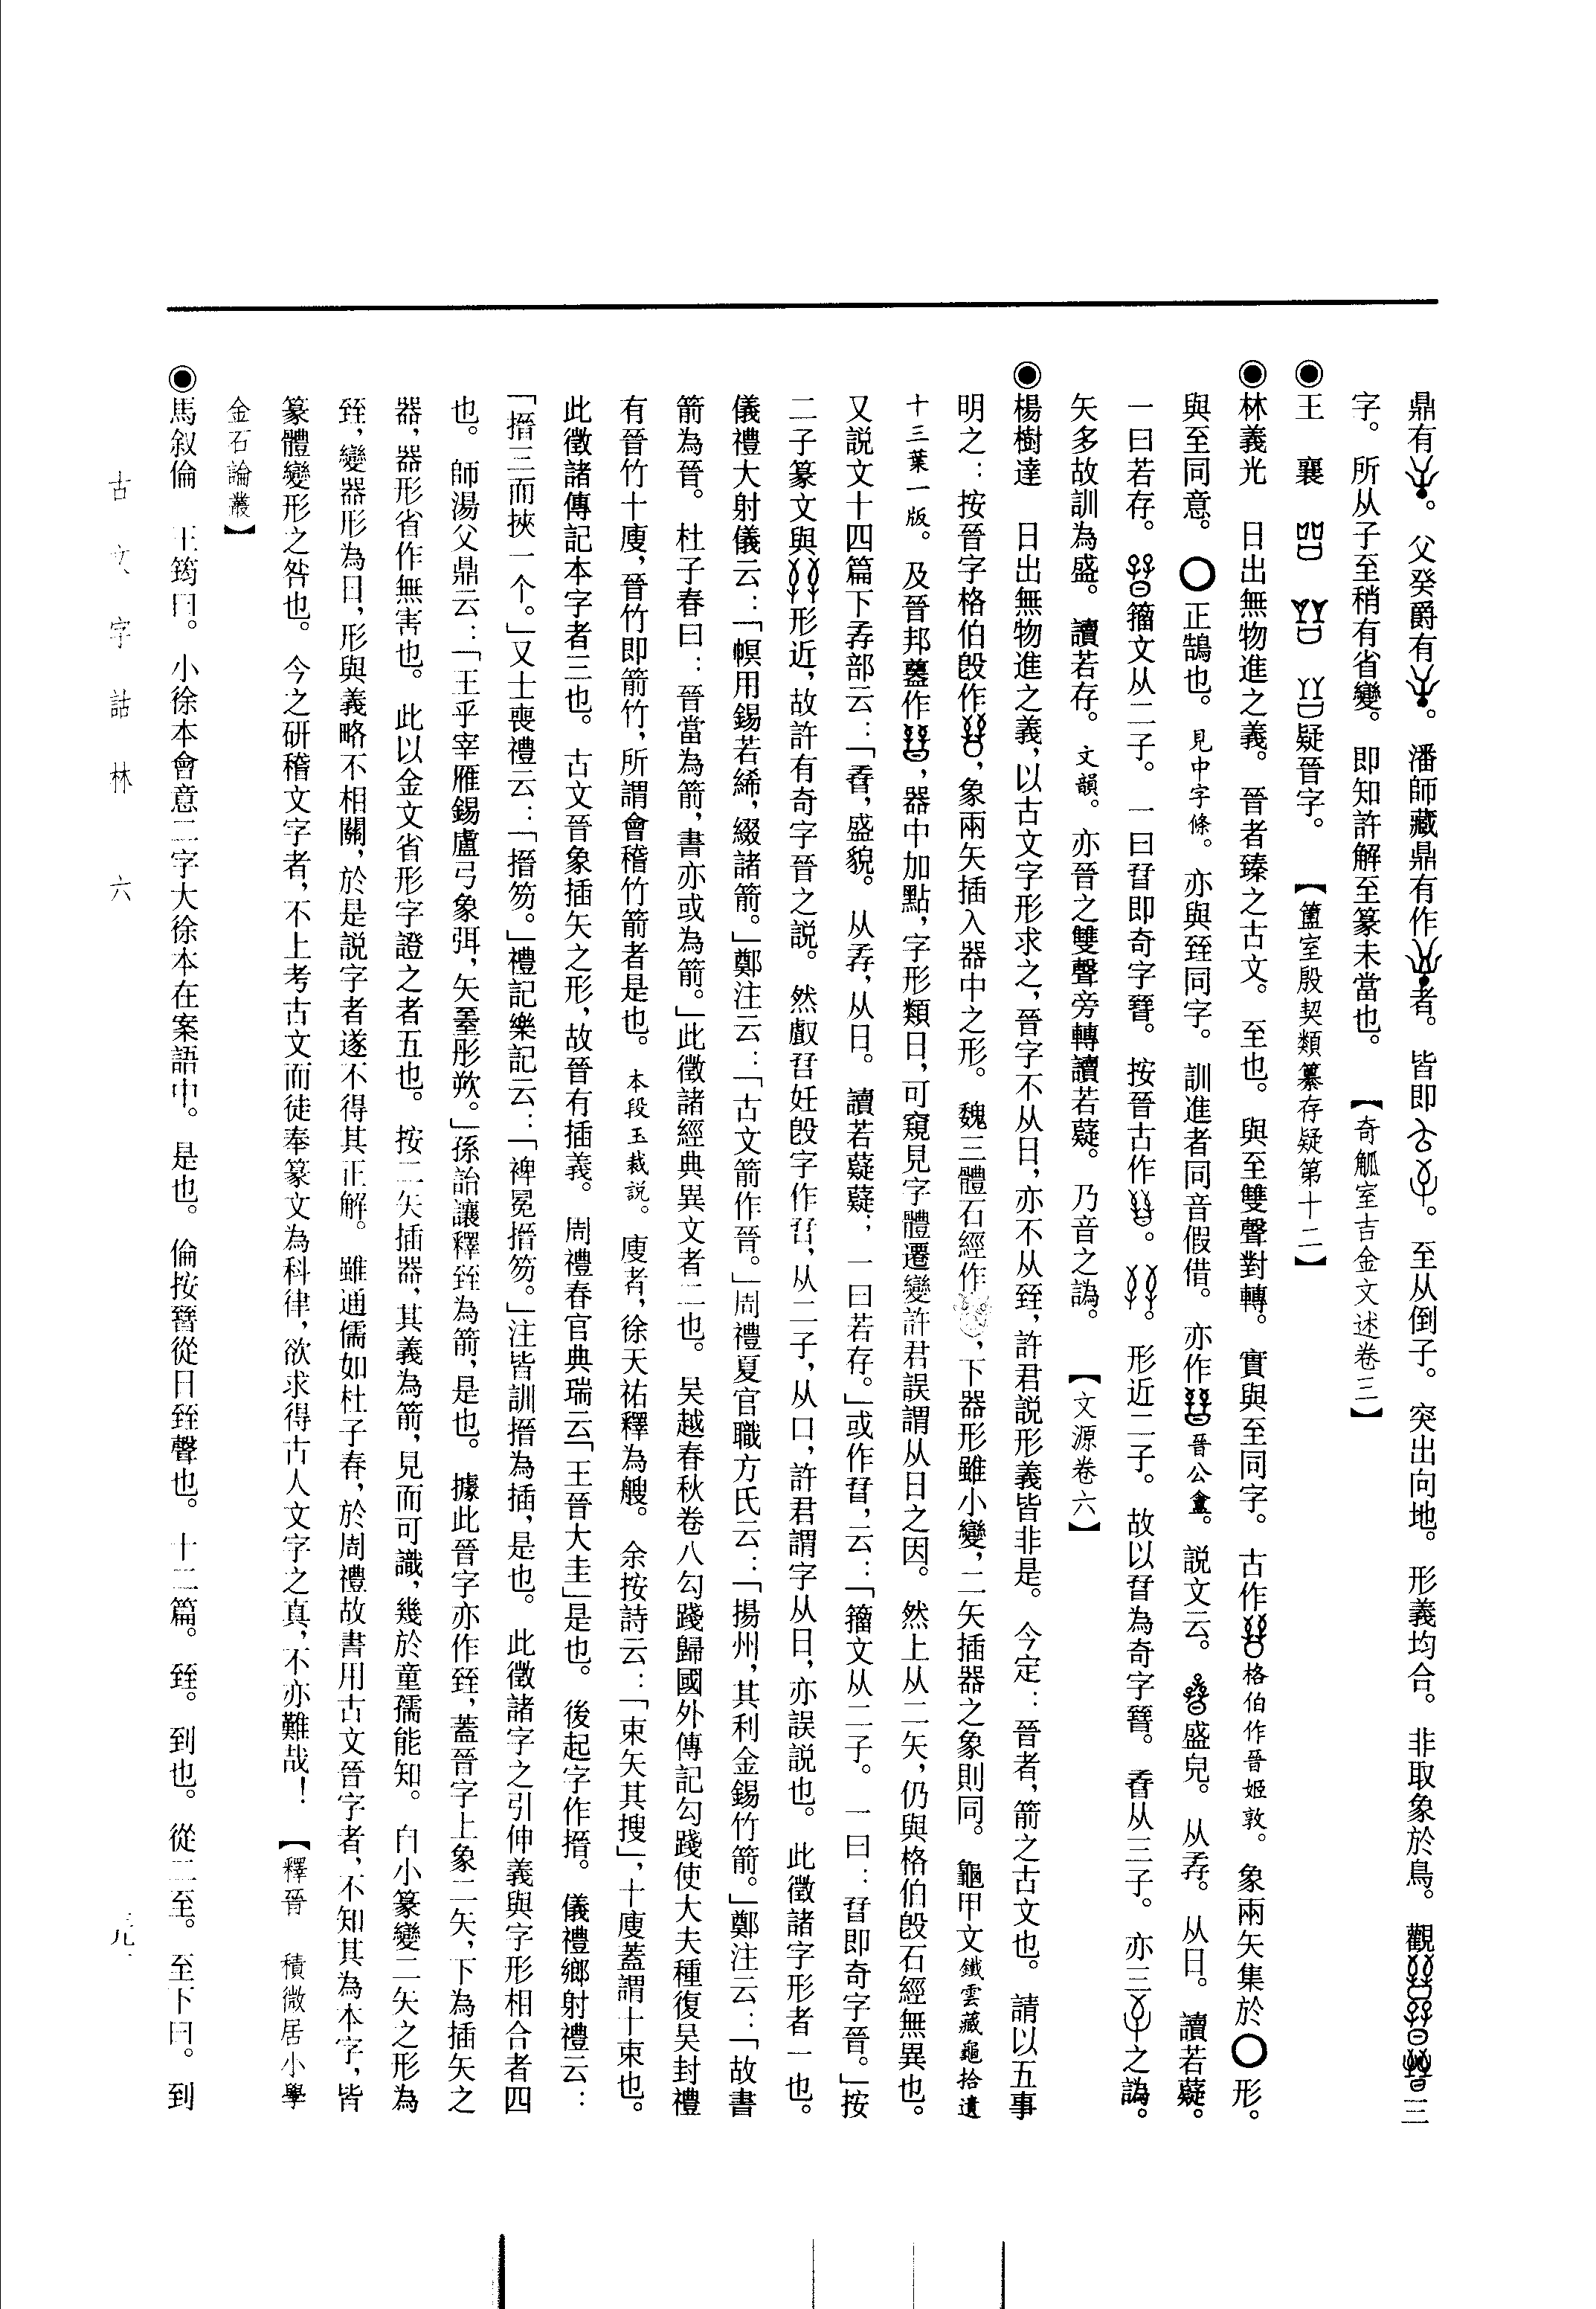 鼎有。父癸爵有。潘師藏鼎有作者。皆即。至从倒子。突出向地。形義均合。非取象於鳥。觀三
字。所从子至稍有省變。即知許解至篆未當也。【奇觚室吉金文述卷三】
◉王　襄　疑晉字。【簠室殷契類纂存疑第十二】
◉林義光　日出無物進之義。晉者臻之古文。至也。與至雙聲對轉。實與至同字。古作格伯作晉姬敦。象兩矢集於〇形。
與至同意。〇正鵠也。見中字條。亦與臸同字。訓進者同音假借。亦作晉公盦。説文云。盛皃。从孨。从日。讀若薿。
一曰若存。籀文从二子。一曰㬜即奇字晉。按晉古作。。形近二子。故以㬜為奇字晉。孴从三子。亦三之譌。
矢多故訓為盛。讀若存。文韻。亦晉之雙聲旁轉讀若薿。乃音之譌。【文源卷六】
◉楊樹達　日出無物進之義，以古文字形求之，晉字不从日，亦不从臸，許君説形義皆非是。今定：晉者，箭之古文也。請以五事
明之：按晉字格伯𣪘作，象兩矢插入器中之形。魏三體石經作，下器形雖小變，二矢插器之象則同。龜甲文鐵雲藏龜拾遺
十三葉一版。及晉邦𥂴作，器中加點，字形類日，可窺見字體遷變許君誤謂从日之因。然上从二矢，仍與格伯𣪘石經無異也。
又説文十四篇下孨部云：「孴，盛貌。从孨，从日。讀若薿薿；一曰若存。」或作㬜，云：「籀文从二子。一曰：㬜即奇字晉。」按
二子篆文與形近，故許有奇字晉之説。然㱃㬜妊𣪘字作㬜，从二子，从口，許君謂字从日，亦誤説也。此徵諸字形者一也。
儀禮大射儀云：「幎用錫若絺，綴諸箭。」鄭注云：「古文箭作晉。」周禮夏官職方氏云：「揚州，其利金錫竹箭。」鄭注云：「故書
箭為晉。杜子春曰：晉當為箭，書亦或為箭。」此徵諸經典異文者二也。吴越春秋卷八勾踐歸國外傳記勾踐使大夫種復吴封禮
有晉竹十廋，晉竹即箭竹，所謂會稽竹箭者是也。本段玉裁説。廋者，徐天祐釋為艘。余按詩云：「束矢其搜」，十廋蓋謂十束也。
此徵諸傳記本字者三也。古文晉象插矢之形，故晉有插義。周禮春官典瑞云「王晉大圭」是也。後起字作搢。儀禮鄉射禮云：
「搢三而挾一个。」又士喪禮云：「搢笏。」禮記樂記云：「裨冕搢笏。」注皆訓搢為插，是也。此徵諸字之引伸義與字形相合者四
也。師湯父鼎云：「王乎宰雁錫盧弓象弭，矢臸彤欮。」孫詒讓釋臸為箭，是也。據此晉字亦作臸，蓋晉字上象二矢，下為插矢之
器，器形省作無害也。此以金文省形字證之者五也。按二矢插器，其義為箭，見而可識，幾於童孺能知。自小篆變二矢之形為
臸，變器形為日，形與義略不相關，於是説字者遂不得其正解。雖通儒如杜子春，於周禮故書用古文晉字者，不知其為本字，皆
篆體變形之咎也。今之研稽文字者，不上考古文而徒奉篆文為科律，欲求得古人文字之真，不亦難哉！【釋晉　積微居小學
金石論叢】
◉馬叙倫　王筠曰。小徐本會意二字大徐本在案語中。是也。倫按晉從日臸聲也。十二篇。臸。到也。從二至。至下曰。到
古文字詁林　六